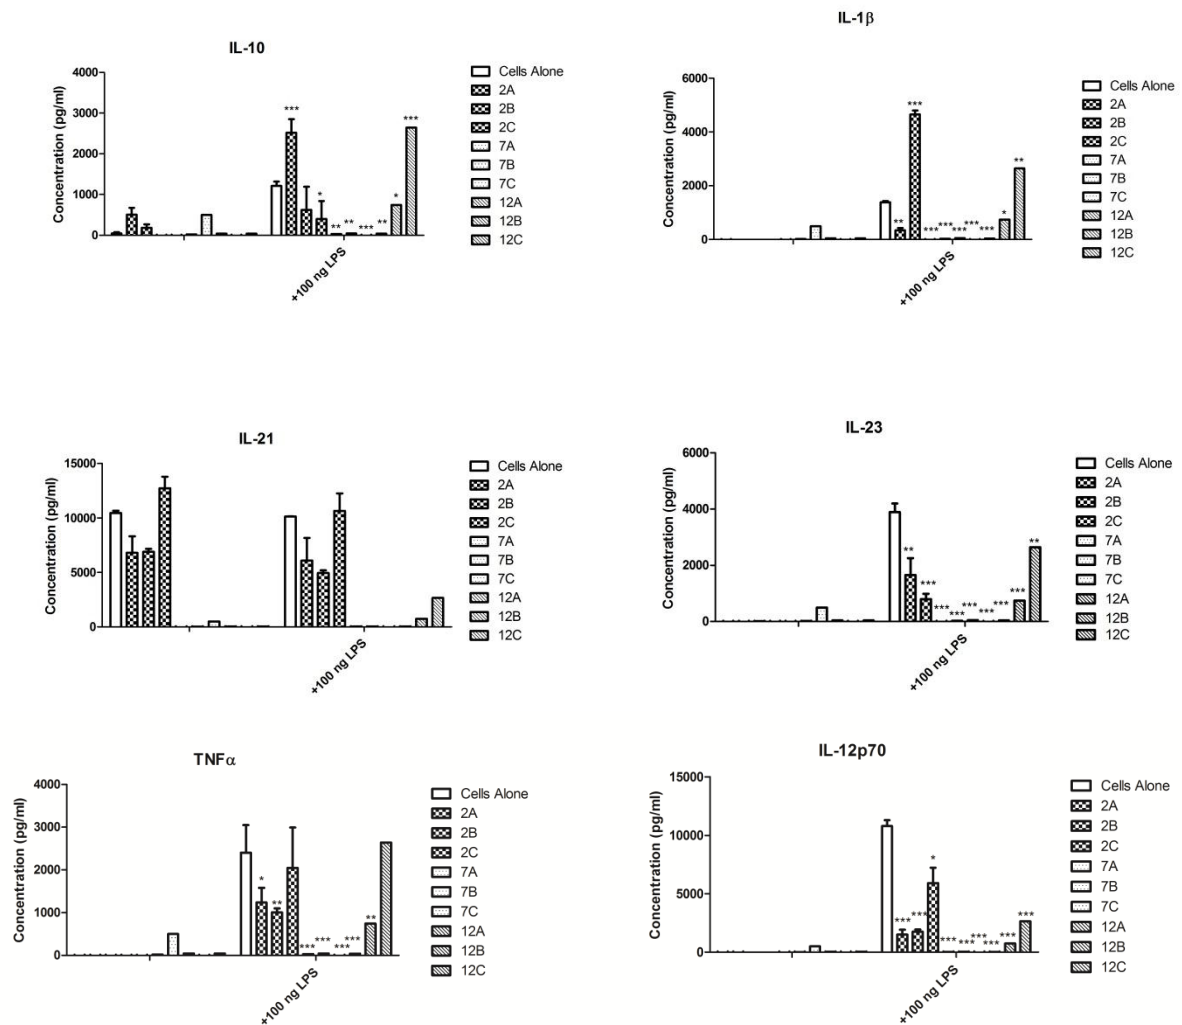 IL-10
Concentration (pg/ml)
4000
3000
2000
1000
0
***
*
**
**
***
**
*
***
+100 ng LPS
Cells Alone
2A
2B
2C
7A
7B
7C
12A
12B
12C
IL-1β
Concentration (pg/ml)
6000
4000
2000
0
**
***
***
***
***
***
***
*
**
+100 ng LPS
Cells Alone
2A
2B
2C
7A
7B
7C
12A
12B
12C
IL-21
Concentration (pg/ml)
15000
10000
5000
0
+100 ng LPS
Cells Alone
2A
2B
2C
7A
7B
7C
12A
12B
12C
IL-23
Concentration (pg/ml)
6000
4000
2000
0
**
***
***
***
***
***
***
***
**
+100 ng LPS
Cells Alone
2A
2B
2C
7A
7B
7C
12A
12B
12C
TNFα
Concentration (pg/ml)
4000
3000
2000
1000
0
*
**
***
***
***
***
**
+100 ng LPS
Cells Alone
2A
2B
2C
7A
7B
7C
12A
12B
12C
IL-12p70
Concentration (pg/ml)
15000
10000
5000
0
***
***
*
***
***
***
***
***
***
+100 ng LPS
Cells Alone
2A
2B
2C
7A
7B
7C
12A
12B
12C